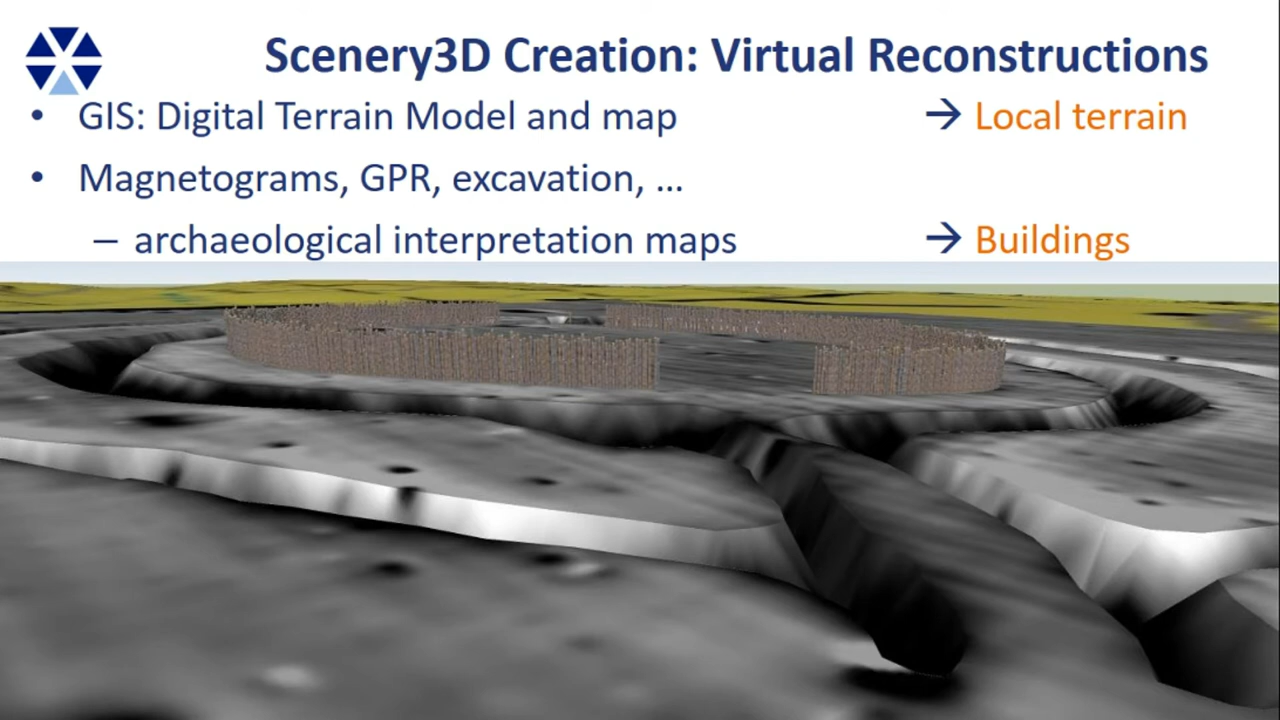 Scenery3D Creation: Virtual Reconstructions
• GIS: Digital Terrain Model and map → Local terrain
• Magnetograms, GPR, excavation, ...
– archaeological interpretation maps → Buildings